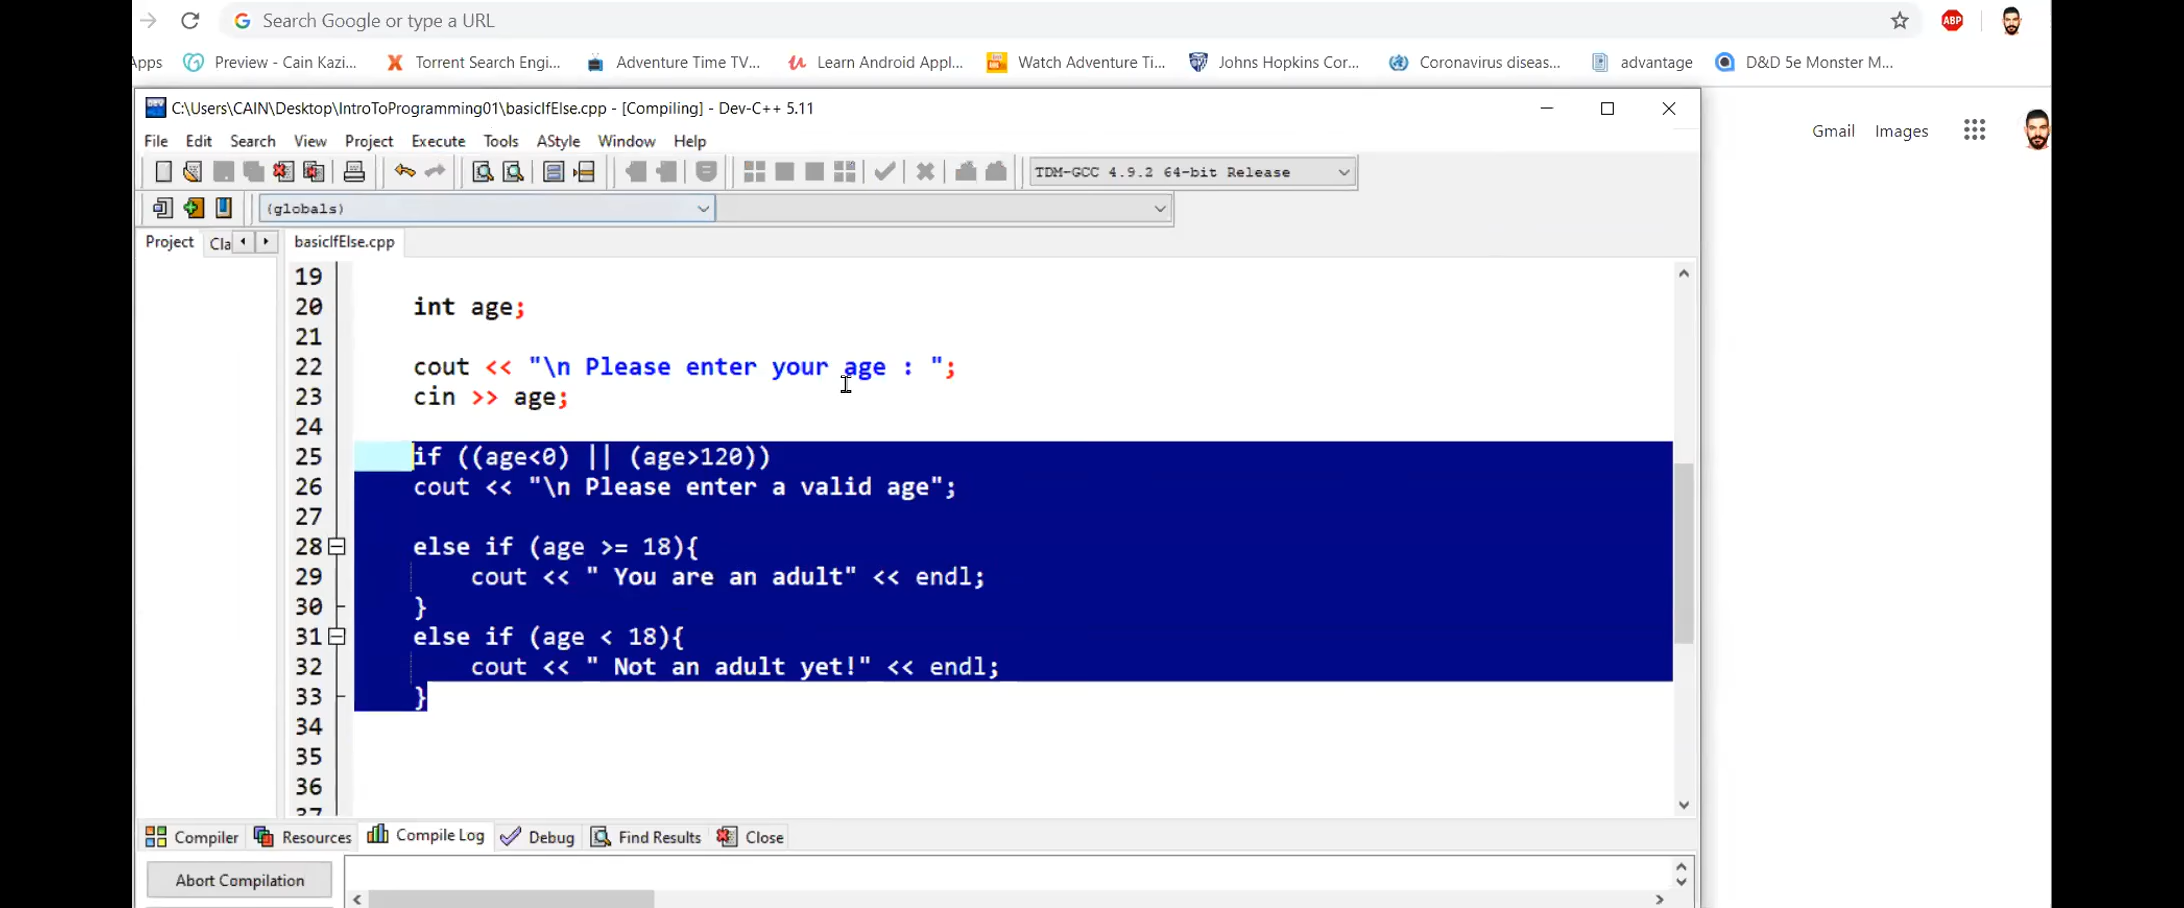 Search Google or type a URL
ABP
Apps Preview - Cain Kazi... Torrent Search Engi... Adventure Time TV... Learn Android Appl... Watch Adventure Ti... Johns Hopkins Cor... Coronavirus diseas... advantage D&D 5e Monster M...
DEV C:\Users\CAIN\Desktop\IntroToProgramming01\basicIfElse.cpp - [Compiling] - Dev-C++ 5.11
Gmail Images
File Edit Search View Project Execute Tools AStyle Window Help
TDM-GCC 4.9.2 64-bit Release
(globals)
Project Cla basicIfElse.cpp
19
20 int age;
21
22 cout << "\n Please enter your age : ";
23 cin >> age;
24
25 if ((age<0) || (age>120))
26 cout << "\n Please enter a valid age";
27
28 else if (age >= 18){
29 cout << " You are an adult" << endl;
30 }
31 else if (age < 18){
32 cout << " Not an adult yet!" << endl;
33 }
34
35
36
37
Compiler Resources Compile Log Debug Find Results Close
Abort Compilation